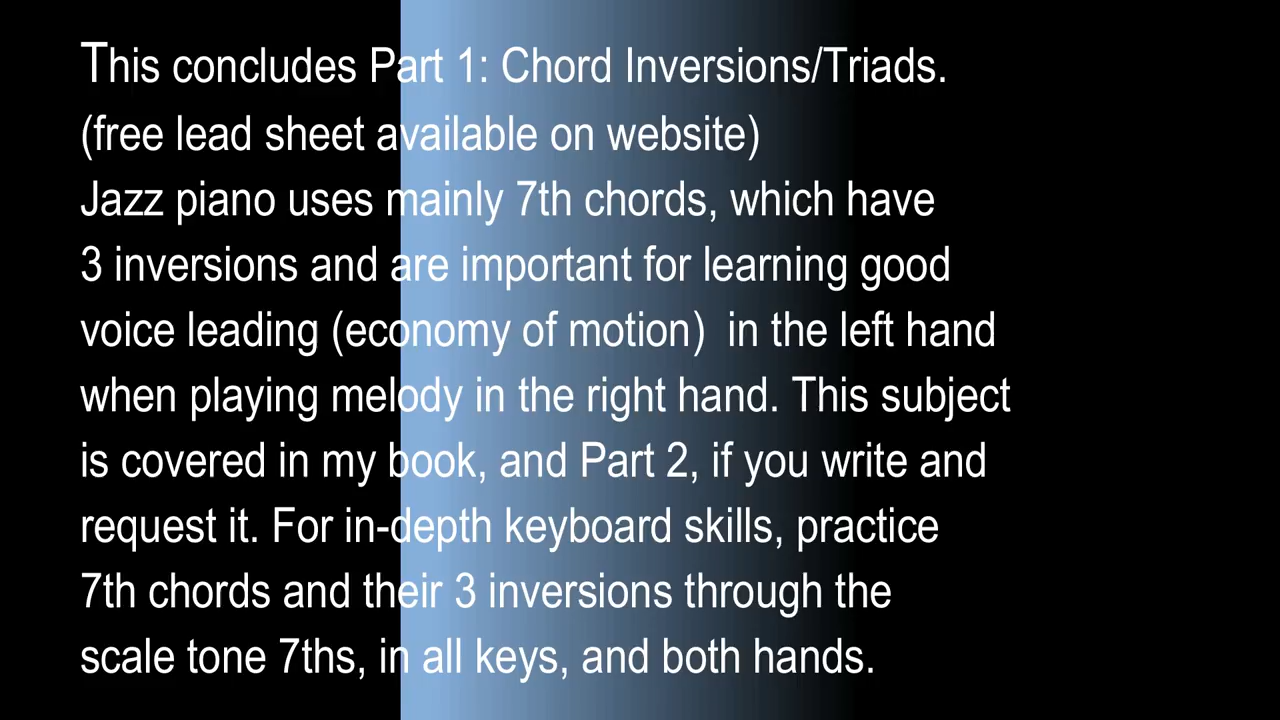 This concludes Part 1: Chord Inversions/Triads.
(free lead sheet available on website)
Jazz piano uses mainly 7th chords, which have
3 inversions and are important for learning good
voice leading (economy of motion)  in the left hand
when playing melody in the right hand. This subject
is covered in my book, and Part 2, if you write and
request it. For in-depth keyboard skills, practice
7th chords and their 3 inversions through the
scale tone 7ths, in all keys, and both hands.